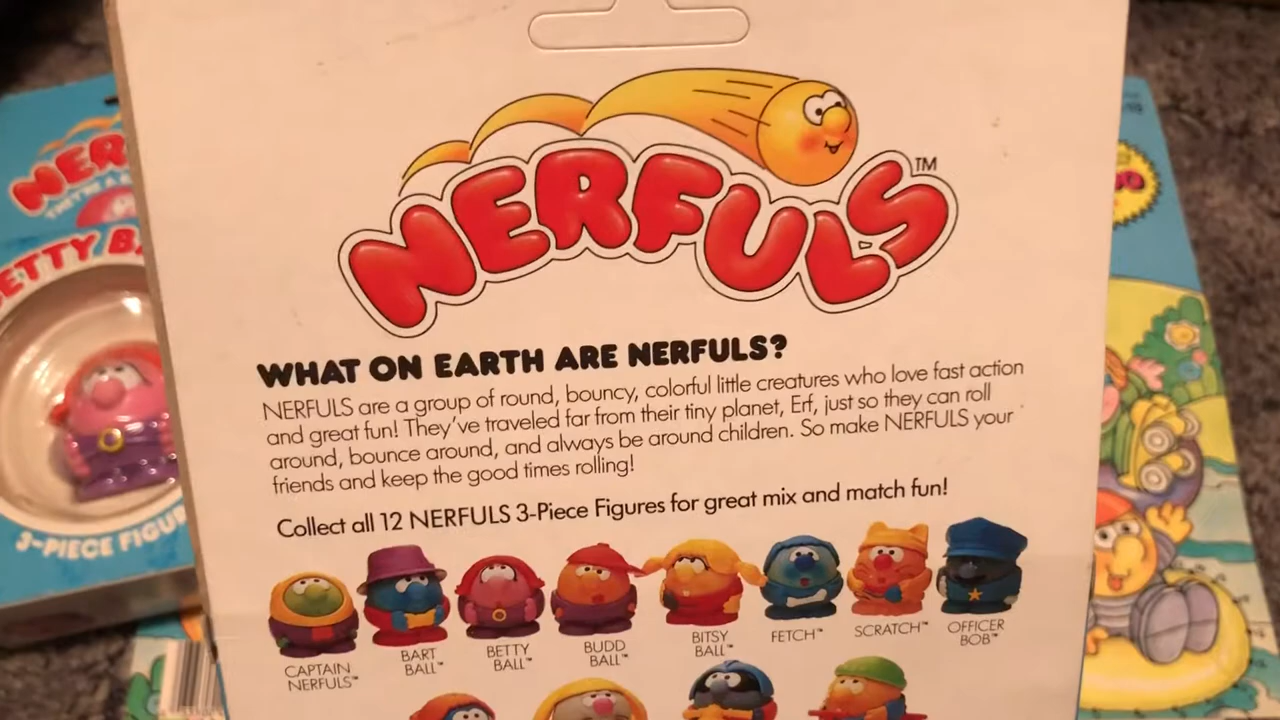 NERFULS™
WHAT ON EARTH ARE NERFULS?
NERFULS are a group of round, bouncy, colorful little creatures who love fast action
and great fun! They've traveled far from their tiny planet, Erf, just so they can roll
around, bounce around, and always be around children. So make NERFULS your
friends and keep the good times rolling!
Collect all 12 NERFULS 3-Piece Figures for great mix and match fun!
CAPTAIN
NERFULS™
BART
BALL™
BETTY
BALL™
BUDD
BALL™
BITSY
BALL™
FETCH™
SCRATCH™
OFFICER
BOB™
NER
ETTY BA
3-PIECE FIGUR